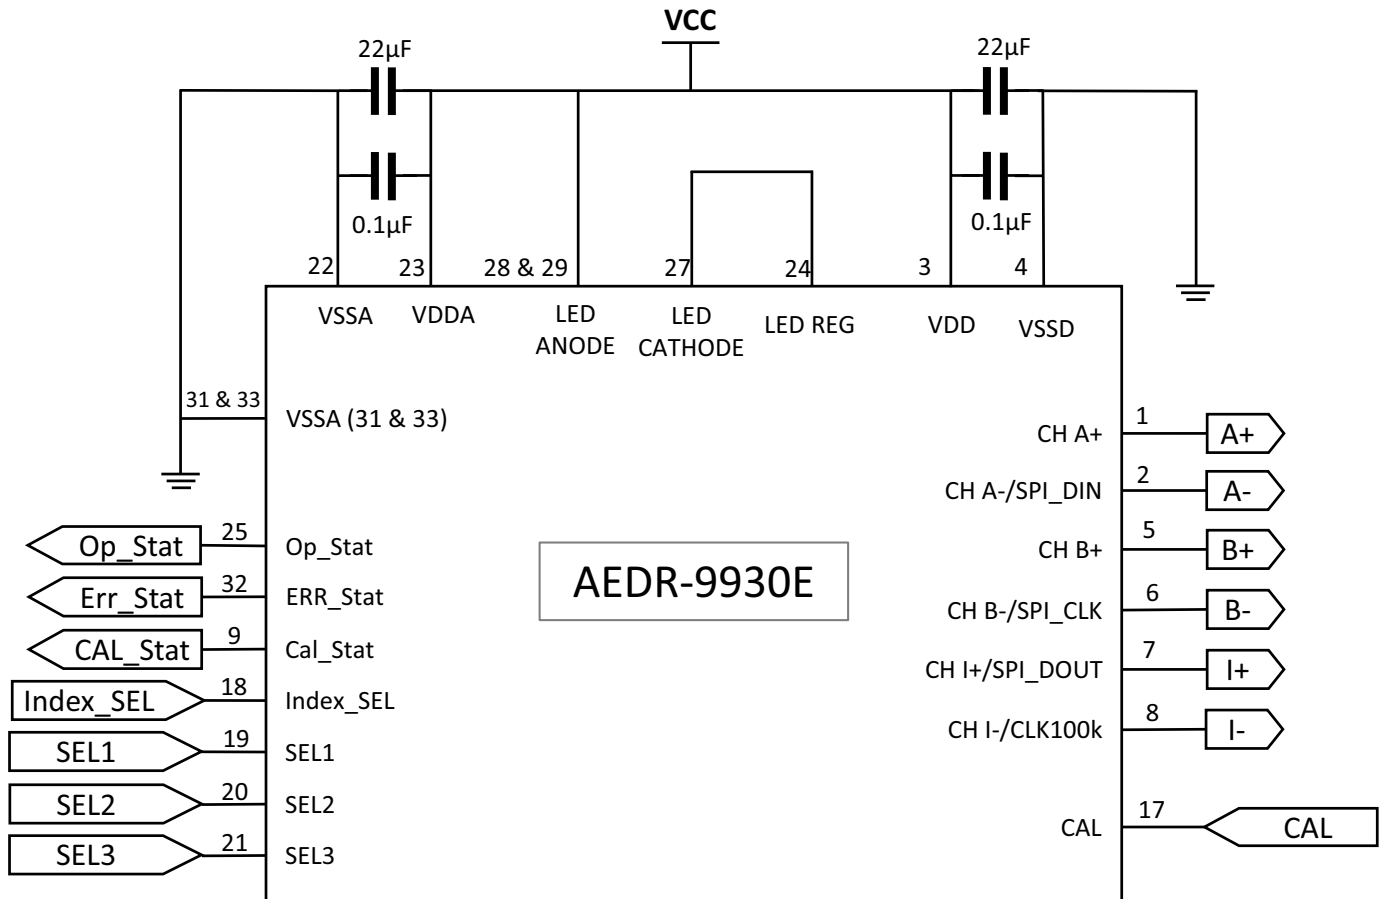 VCC
22µF
22µF
0.1µF
0.1µF
22
23
28 & 29
27
24
3
4
VSSA
VDDA
LED
ANODE
LED
CATHODE
LED REG
VDD
VSSD
31 & 33
VSSA (31 & 33)
CH A+
1
A+
CH A-/SPI_DIN
2
A-
Op_Stat
25
Op_Stat
CH B+
5
B+
AEDR-9930E
Err_Stat
32
ERR_Stat
CH B-/SPI_CLK
6
B-
CAL_Stat
9
Cal_Stat
CH I+/SPI_DOUT
7
I+
Index_SEL
18
Index_SEL
CH I-/CLK100k
8
I-
SEL1
19
SEL1
SEL2
20
SEL2
CAL
17
CAL
SEL3
21
SEL3